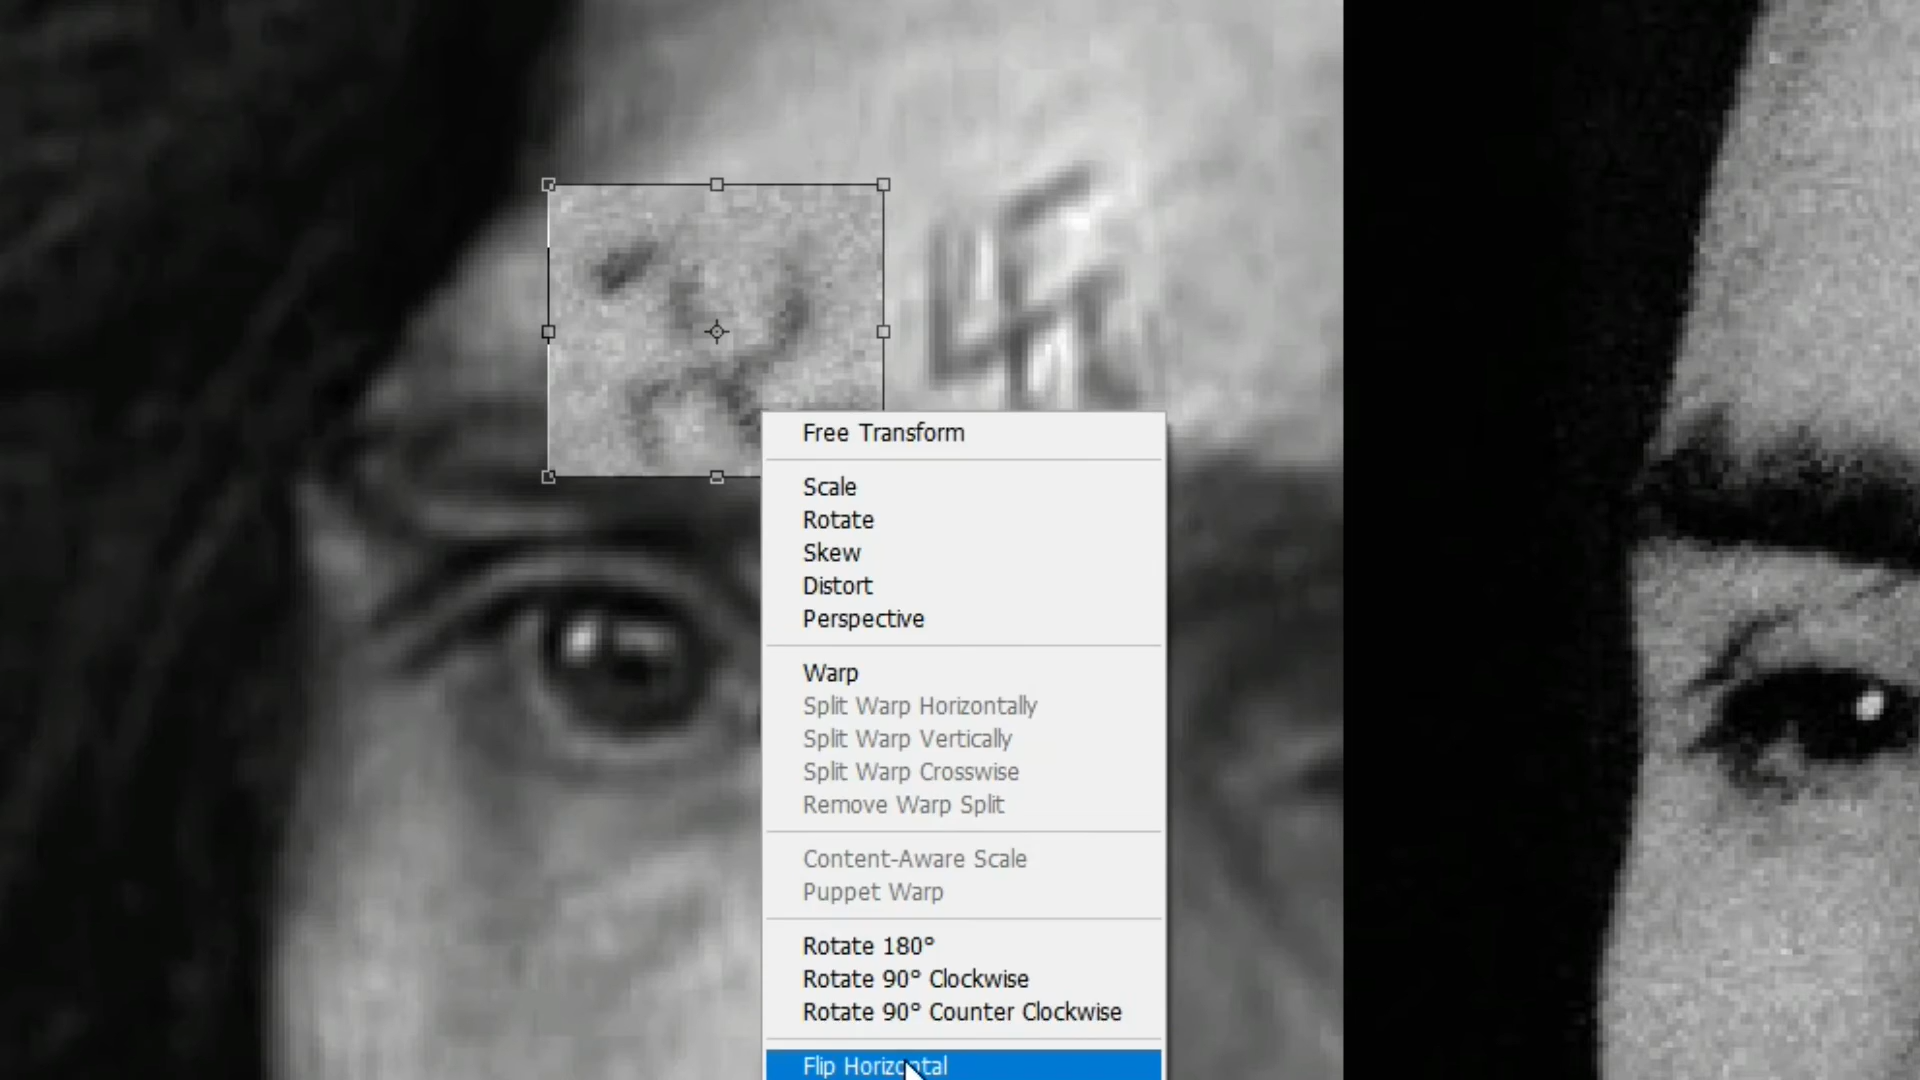 Free Transform
Scale
Rotate
Skew
Distort
Perspective
Warp
Split Warp Horizontally
Split Warp Vertically
Split Warp Crosswise
Remove Warp Split
Content-Aware Scale
Puppet Warp
Rotate 180°
Rotate 90° Clockwise
Rotate 90° Counter Clockwise
Flip Horizontal